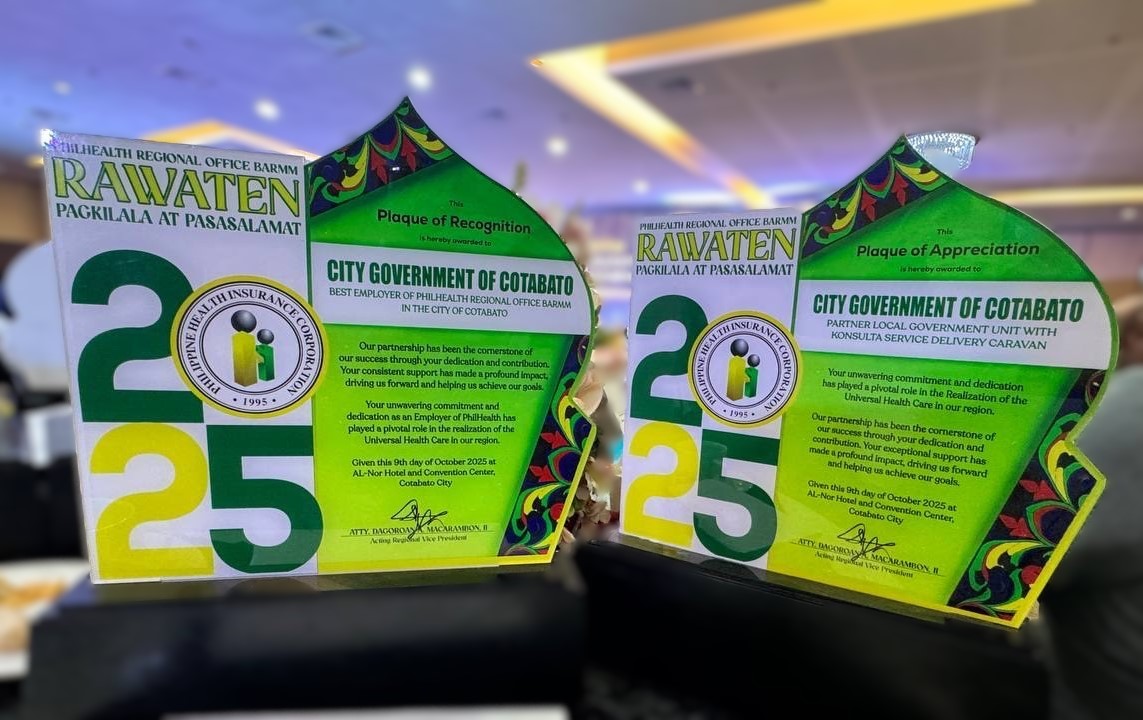 PHILHEALTH REGIONAL OFFICE BARMM
RAWATEN
PAGKILALA AT PASASALAMAT
2025
PHILIPPINE HEALTH INSURANCE CORPORATION
• 1995 •
This
Plaque of Recognition
is hereby awarded to
CITY GOVERNMENT OF COTABATO
BEST EMPLOYER OF PHILHEALTH REGIONAL OFFICE BARMM
IN THE CITY OF COTABATO
Our partnership has been the cornerstone of
our success through your dedication and contribution.
Your consistent support has made a profound impact,
driving us forward and helping us achieve our goals.
Your unwavering commitment and
dedication as an Employer of PhilHealth has
played a pivotal role in the realization of the
Universal Health Care in our region.
Given this 9th day of October 2025 at
AL-Nor Hotel and Convention Center,
Cotabato City
ATTY. DAGOROAN A. MACARAMBON, II
Acting Regional Vice President
PHILHEALTH REGIONAL OFFICE BARMM
RAWATEN
PAGKILALA AT PASASALAMAT
2025
PHILIPPINE HEALTH INSURANCE CORPORATION
• 1995 •
This
Plaque of Appreciation
is hereby awarded to
CITY GOVERNMENT OF COTABATO
PARTNER LOCAL GOVERNMENT UNIT WITH
KONSULTA SERVICE DELIVERY CARAVAN
Your unwavering commitment and dedication
has played a pivotal role in the Realization of the
Universal Health Care in our region.
Our partnership has been the cornerstone of
our success through your dedication and
contribution. Your exceptional support has
made a profound impact, driving us forward
and helping us achieve our goals.
Given this 9th day of October 2025 at
AL-Nor Hotel and Convention Center,
Cotabato City
ATTY. DAGOROAN A. MACARAMBON, II
Acting Regional Vice President